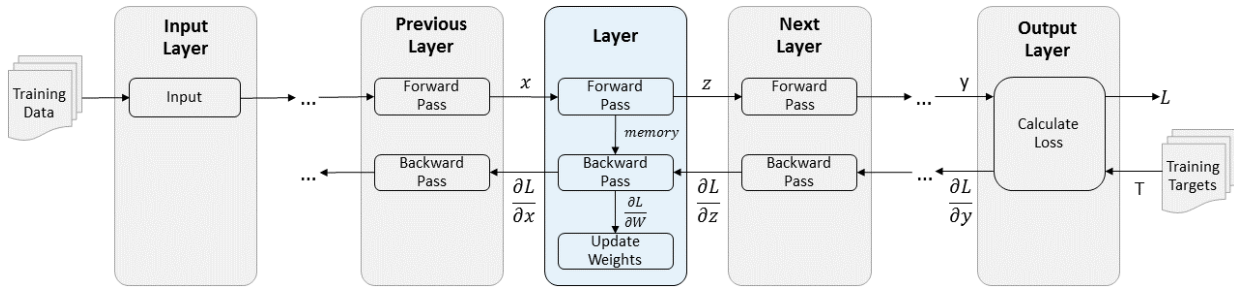 Input
Layer
Previous
Layer
Layer
Next
Layer
Output
Layer
Training
Data
Input
...
Forward
Pass
x
Forward
Pass
z
Forward
Pass
...
y
Calculate
Loss
L
memory
...
Backward
Pass
∂L
∂x
Backward
Pass
∂L
∂z
Backward
Pass
...
∂L
∂y
T
Training
Targets
∂L
∂W
Update
Weights